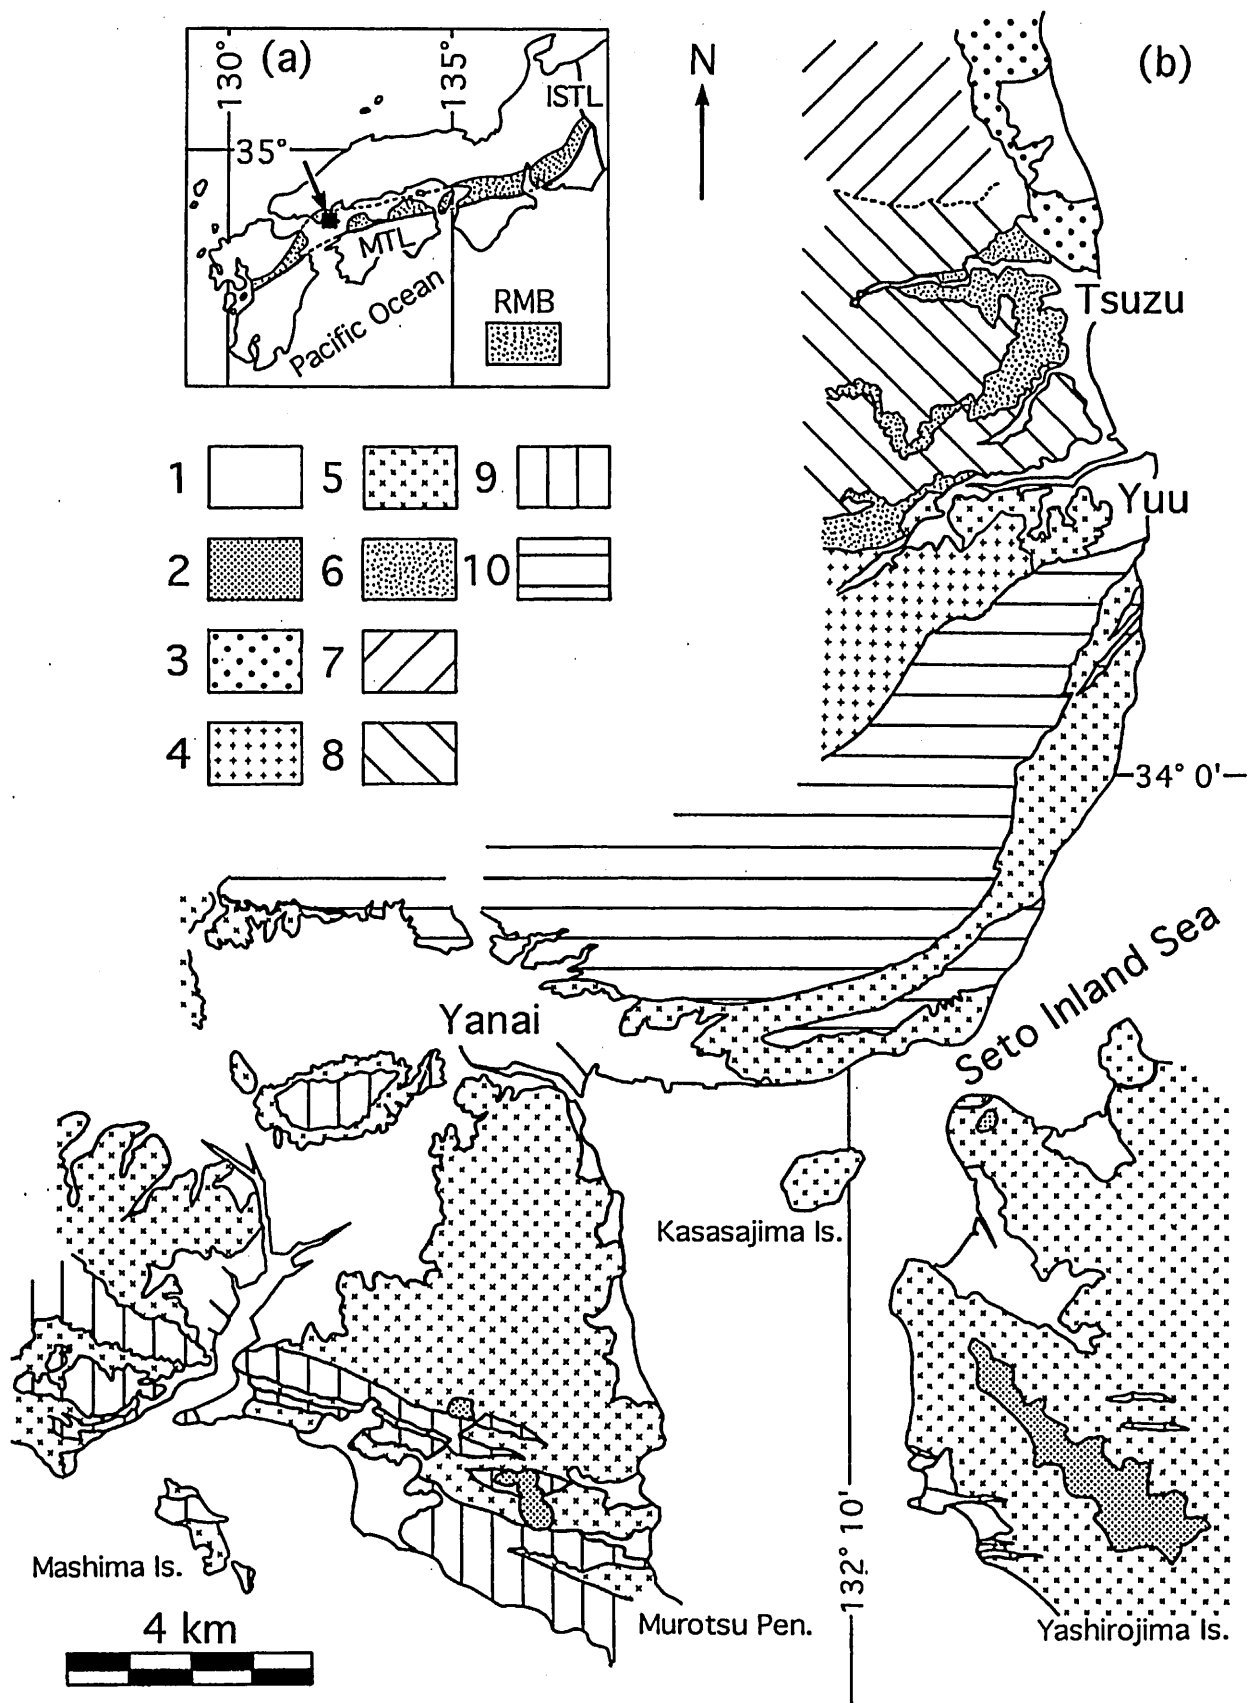 (a)
130°
135°
ISTL
35°
MTL
Pacific Ocean
RMB
N
(b)
Tsuzu
Yuu
1
5
9
2
6
10
3
7
4
8
34° 0'
Seto Inland Sea
Yanai
Kasasajima Is.
132° 10'
Mashima Is.
Murotsu Pen.
Yashirojima Is.
4 km